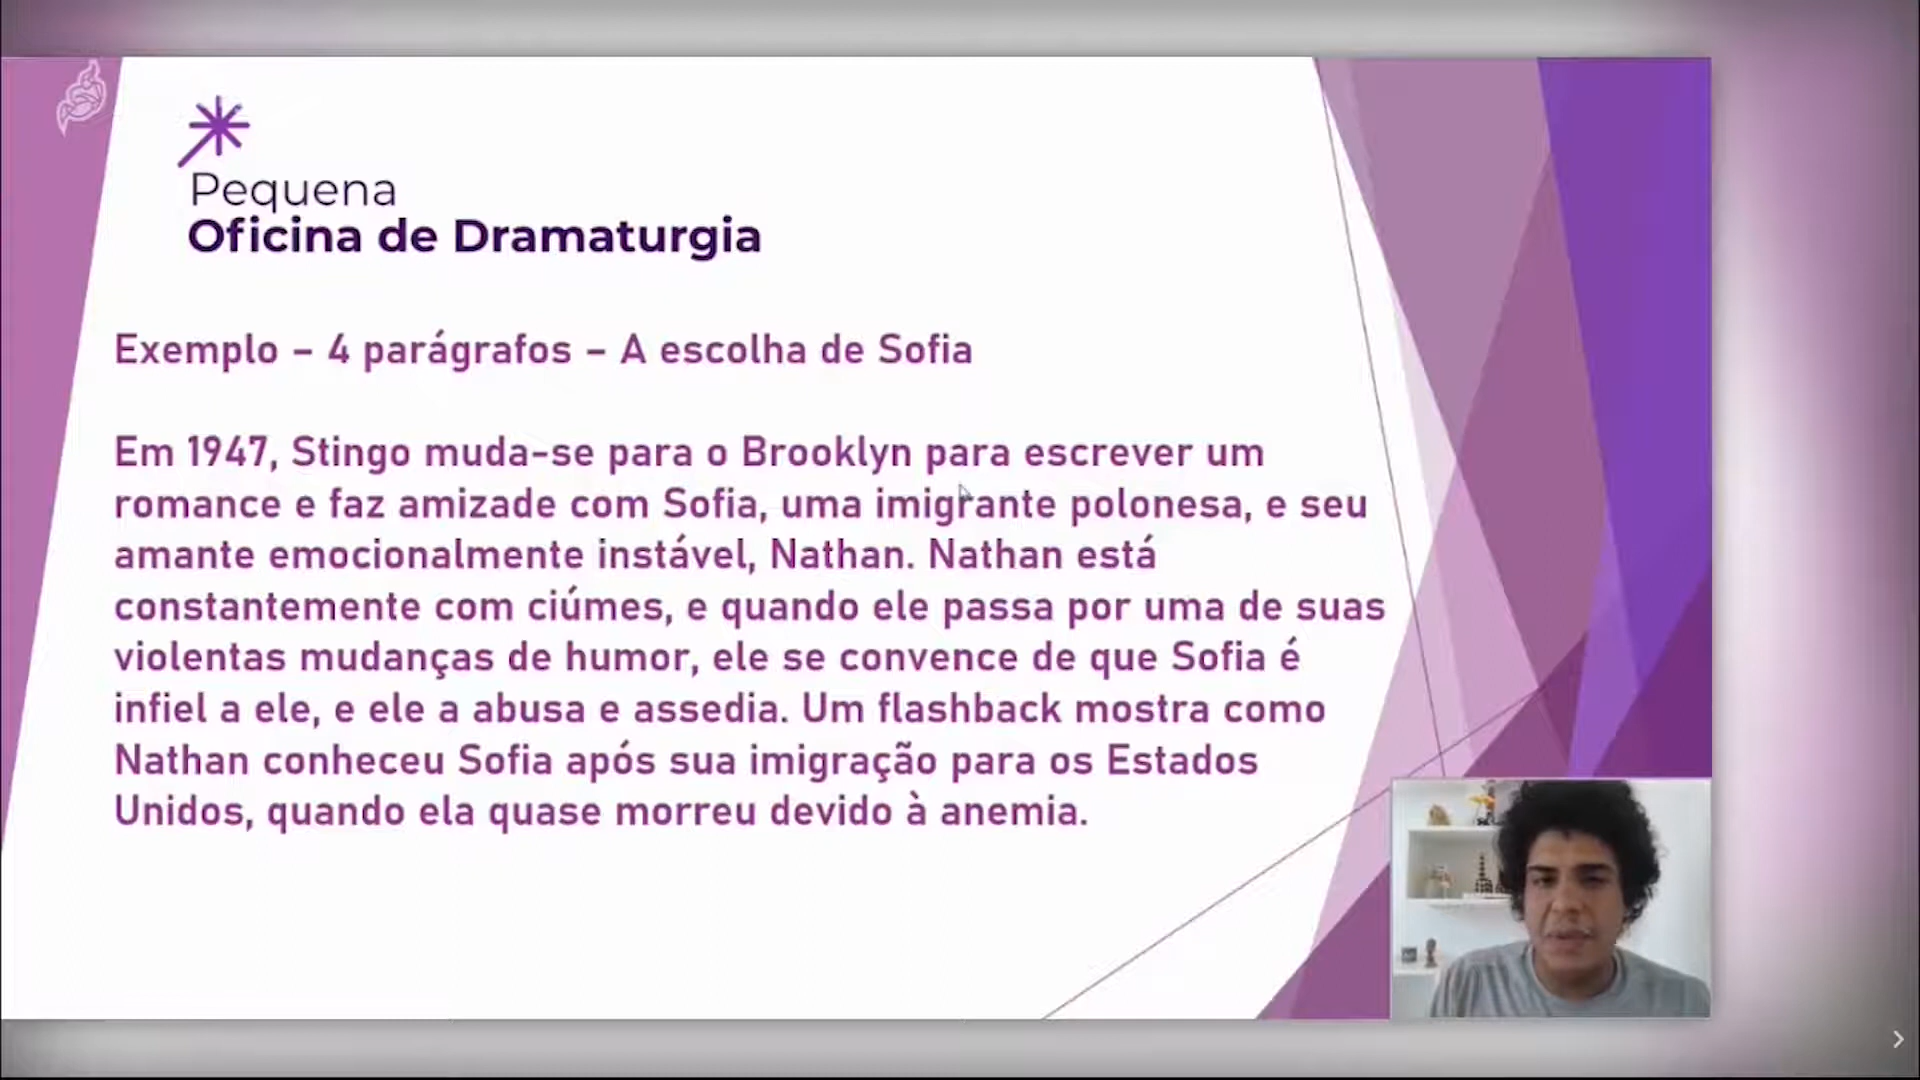 Pequena
Oficina de Dramaturgia
Exemplo – 4 parágrafos – A escolha de Sofia
Em 1947, Stingo muda-se para o Brooklyn para escrever um
romance e faz amizade com Sofia, uma imigrante polonesa, e seu
amante emocionalmente instável, Nathan. Nathan está
constantemente com ciúmes, e quando ele passa por uma de suas
violentas mudanças de humor, ele se convence de que Sofia é
infiel a ele, e ele a abusa e assedia. Um flashback mostra como
Nathan conheceu Sofia após sua imigração para os Estados
Unidos, quando ela quase morreu devido à anemia.